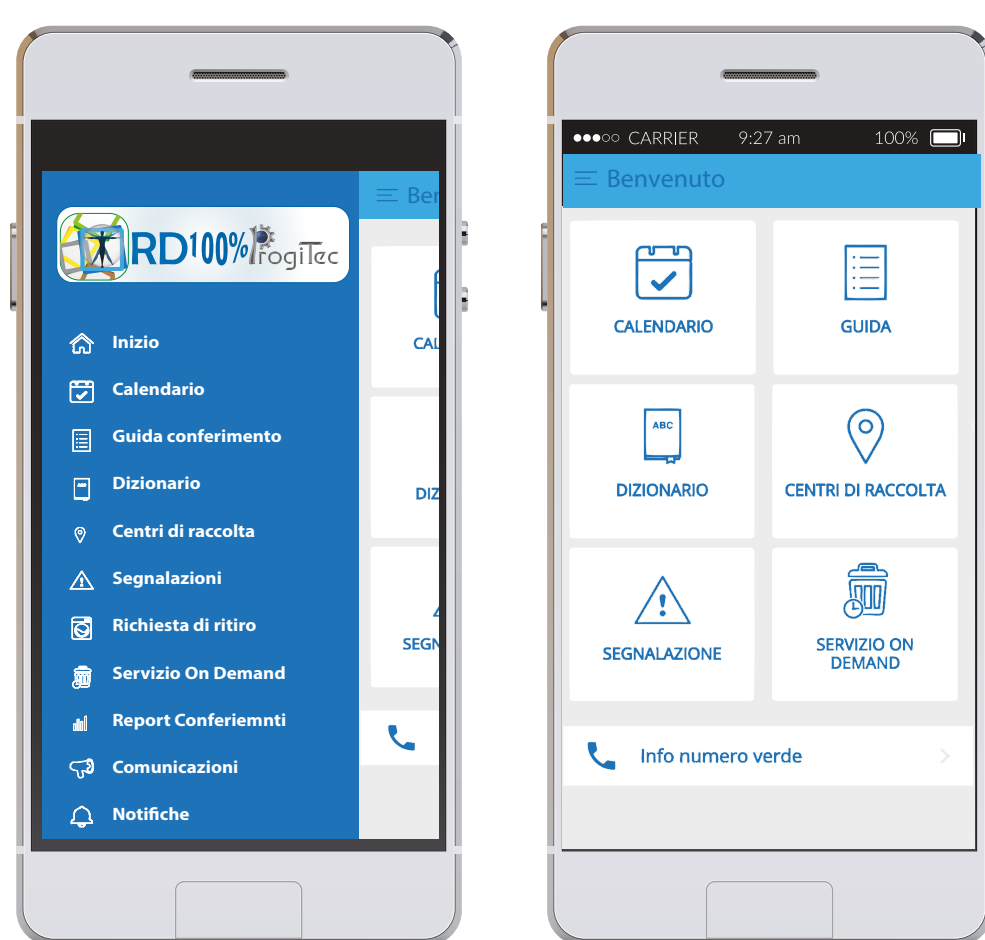 Ber
RD100% ProgiTec
Inizio
Calendario
Guida conferimento
Dizionario
Centri di raccolta
Segnalazioni
Richiesta di ritiro
Servizio On Demand
Report Conferiemnti
Comunicazioni
Notifiche
CAL
DIZ
SEGN
CARRIER 9:27 am 100%
Benvenuto
CALENDARIO
GUIDA
ABC
DIZIONARIO
CENTRI DI RACCOLTA
SEGNALAZIONE
SERVIZIO ON
DEMAND
Info numero verde